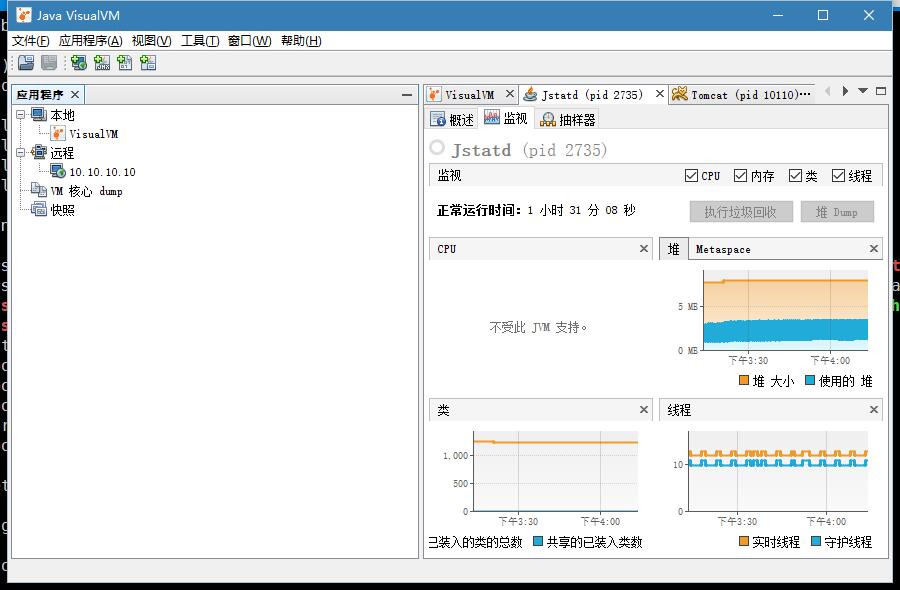 Java VisualVM
文件(F) 应用程序(A) 视图(V) 工具(T) 窗口(W) 帮助(H)
应用程序
本地
VisualVM
远程
10.10.10.10
VM 核心 dump
快照
VisualVM
Jstatd (pid 2735)
Tomcat (pid 10110)...
概述
监视
抽样器
Jstatd (pid 2735)
监视
CPU 内存 类 线程
正常运行时间: 1 小时 31 分 08 秒
执行垃圾回收 堆 Dump
CPU
不受此 JVM 支持。
堆 Metaspace
5 MB
0 MB
下午3:30 下午4:00
堆 大小 使用的 堆
类
1,000
500
0
下午3:30 下午4:00
已装入的类的总数 共享的已装入类数
线程
10
0
下午3:30 下午4:00
实时线程 守护线程